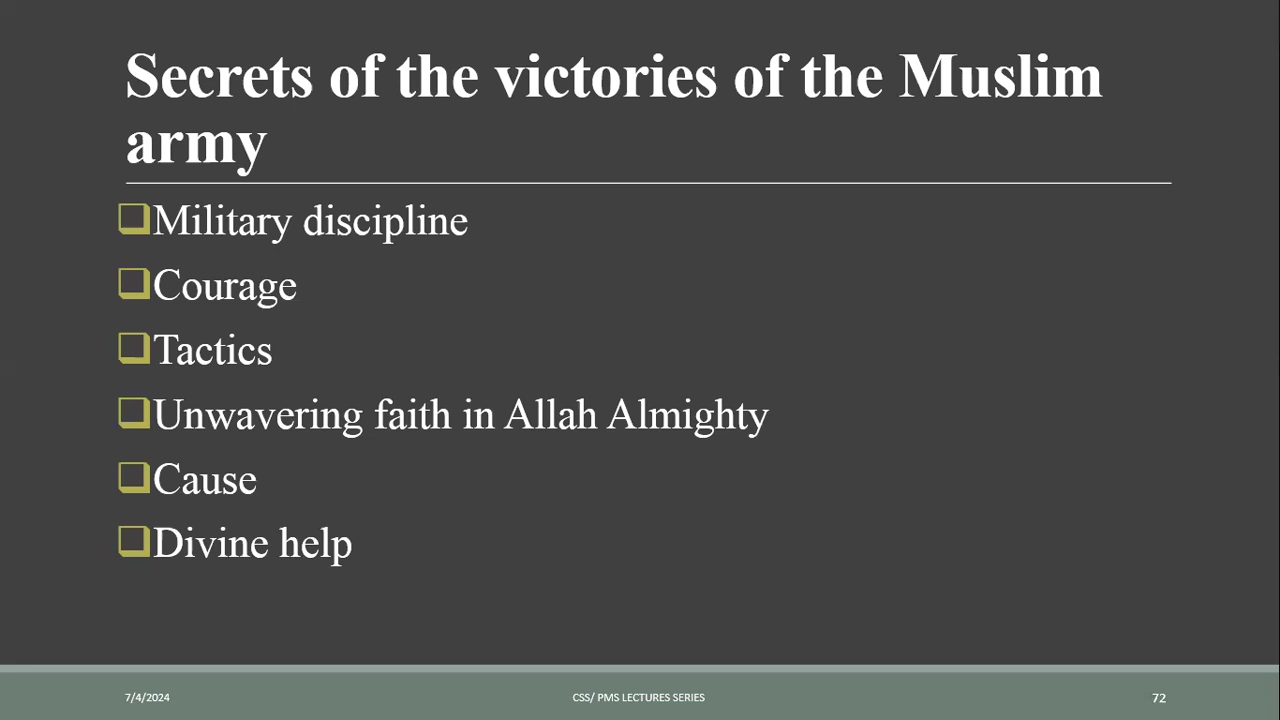 Secrets of the victories of the Muslim
army
Military discipline
Courage
Tactics
Unwavering faith in Allah Almighty
Cause
Divine help
7/4/2024
CSS/ PMS LECTURES SERIES
72